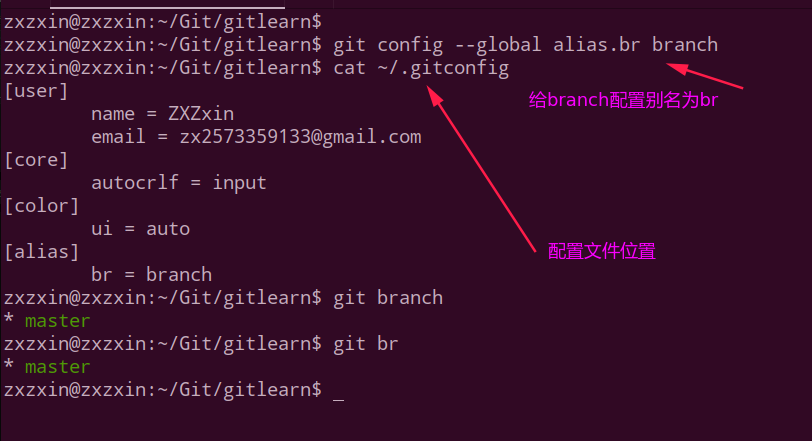 zxzxin@zxzxin:~/Git/gitlearn$
zxzxin@zxzxin:~/Git/gitlearn$ git config --global alias.br branch
zxzxin@zxzxin:~/Git/gitlearn$ cat ~/.gitconfig
[user]
给branch配置别名为br
name = ZXZxin
email = zx2573359133@gmail.com
[core]
autocrlf = input
[color]
ui = auto
[alias]
配置文件位置
br = branch
zxzxin@zxzxin:~/Git/gitlearn$ git branch
* master
zxzxin@zxzxin:~/Git/gitlearn$ git br
* master
zxzxin@zxzxin:~/Git/gitlearn$ _